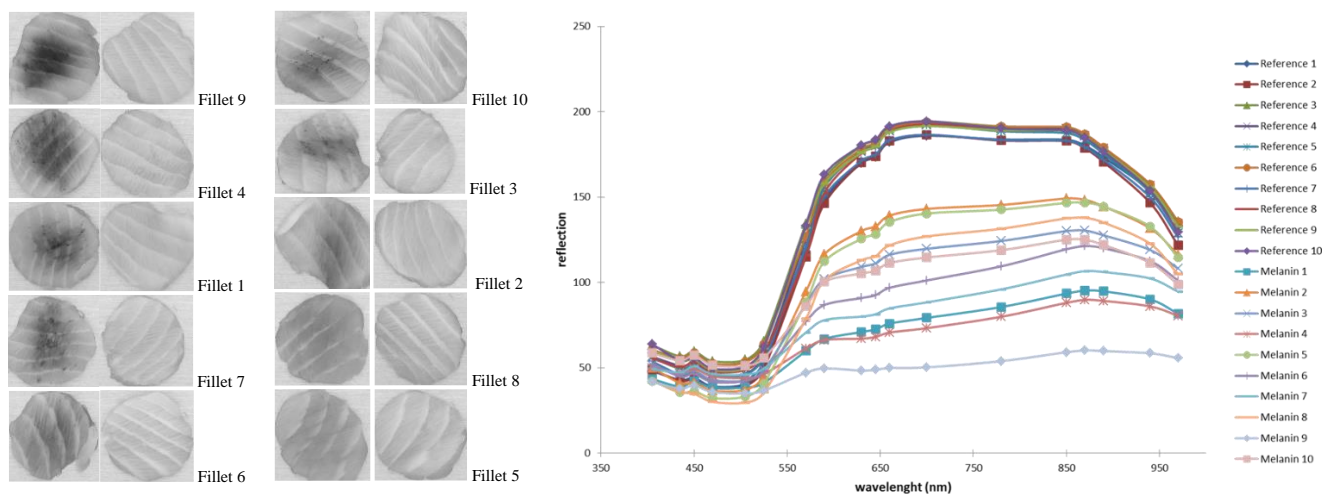 Fillet 9
Fillet 10
Fillet 4
Fillet 3
Fillet 1
Fillet 2
Fillet 7
Fillet 8
Fillet 6
Fillet 5
250
200
150
100
50
0
reflection
350
450
550
650
750
850
950
wavelenght (nm)
Reference 1
Reference 2
Reference 3
Reference 4
Reference 5
Reference 6
Reference 7
Reference 8
Reference 9
Reference 10
Melanin 1
Melanin 2
Melanin 3
Melanin 4
Melanin 5
Melanin 6
Melanin 7
Melanin 8
Melanin 9
Melanin 10